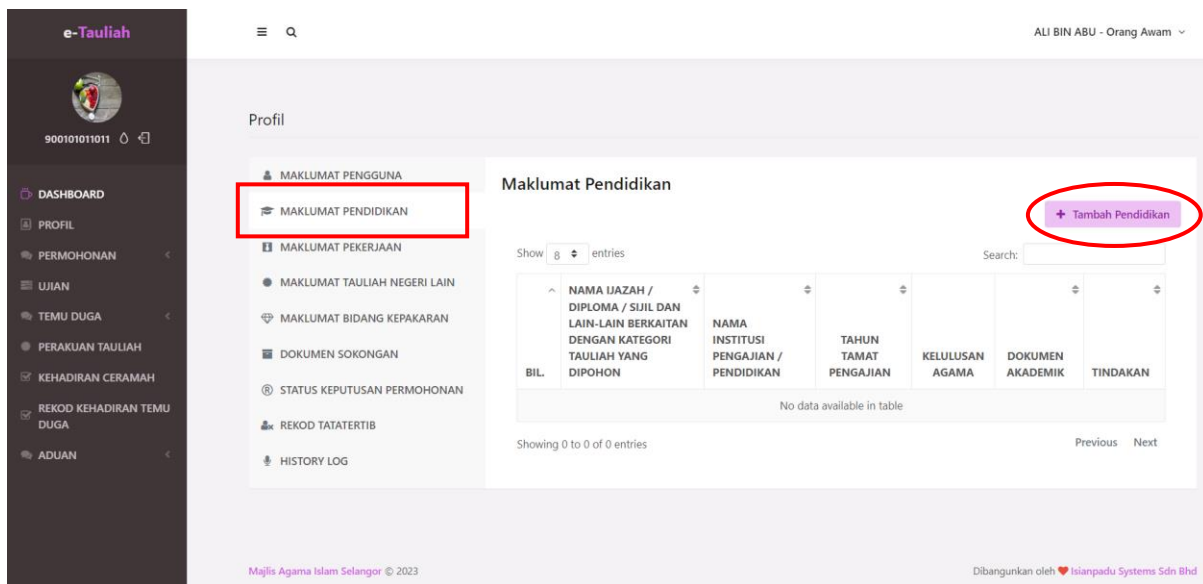 e-Tauliah
ALI BIN ABU - Orang Awam
900101011011
DASHBOARD
PROFIL
PERMOHONAN
UJIAN
TEMU DUGA
PERAKUAN TAULIAH
KEHADIRAN CERAMAH
REKOD KEHADIRAN TEMU
DUGA
ADUAN
Profil
MAKLUMAT PENGGUNA
MAKLUMAT PENDIDIKAN
MAKLUMAT PEKERJAAN
MAKLUMAT TAULIAH NEGERI LAIN
MAKLUMAT BIDANG KEPAKARAN
DOKUMEN SOKONGAN
STATUS KEPUTUSAN PERMOHONAN
REKOD TATATERTIB
HISTORY LOG
Maklumat Pendidikan
+ Tambah Pendidikan
Show 8 entries
Search:
BIL.
NAMA IJAZAH /
DIPLOMA / SIJIL DAN
LAIN-LAIN BERKAITAN
DENGAN KATEGORI
TAULIAH YANG
DIPOHON
NAMA
INSTITUSI
PENGAJIAN /
PENDIDIKAN
TAHUN
TAMAT
PENGAJIAN
KELULUSAN
AGAMA
DOKUMEN
AKADEMIK
TINDAKAN
No data available in table
Showing 0 to 0 of 0 entries
Previous Next
Majlis Agama Islam Selangor © 2023
Dibangunkan oleh ❤ Isianpadu Systems Sdn Bhd